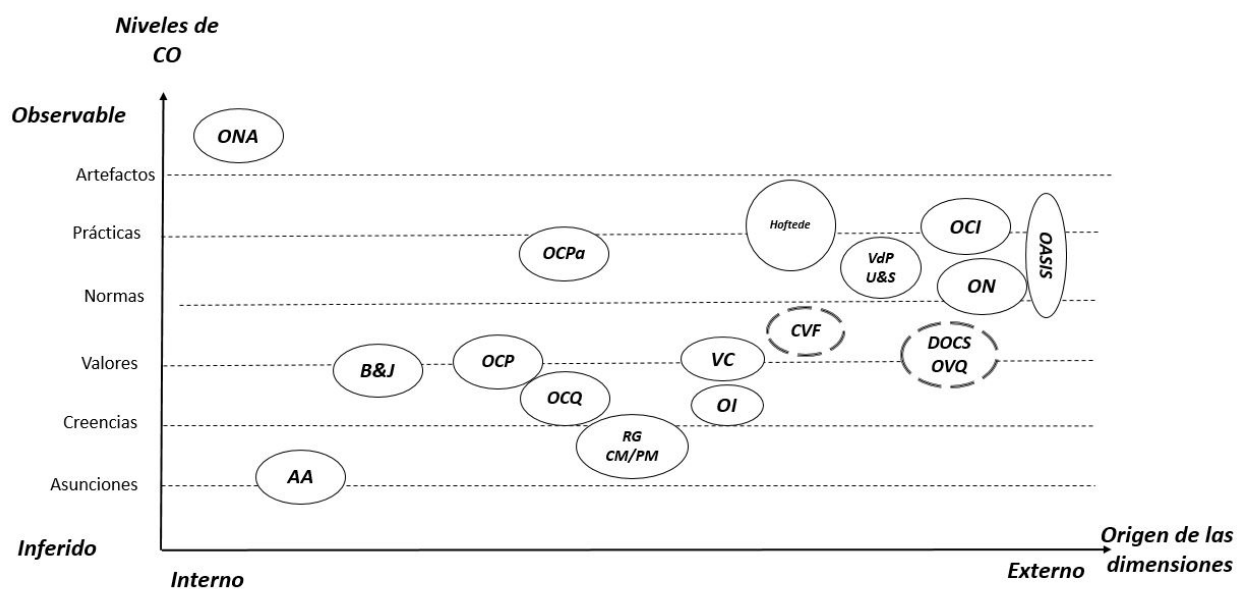 Niveles de
CO
Observable
ONA
Artefactos
Hoftede
OCI
Prácticas
OCPa
VdP
U&S
OASIS
ON
Normas
CVF
DOCS
OVQ
Valores
B&J
OCP
VC
OCQ
OI
Creencias
RG
CM/PM
AA
Asunciones
Inferido
Interno
Externo
Origen de las
dimensiones